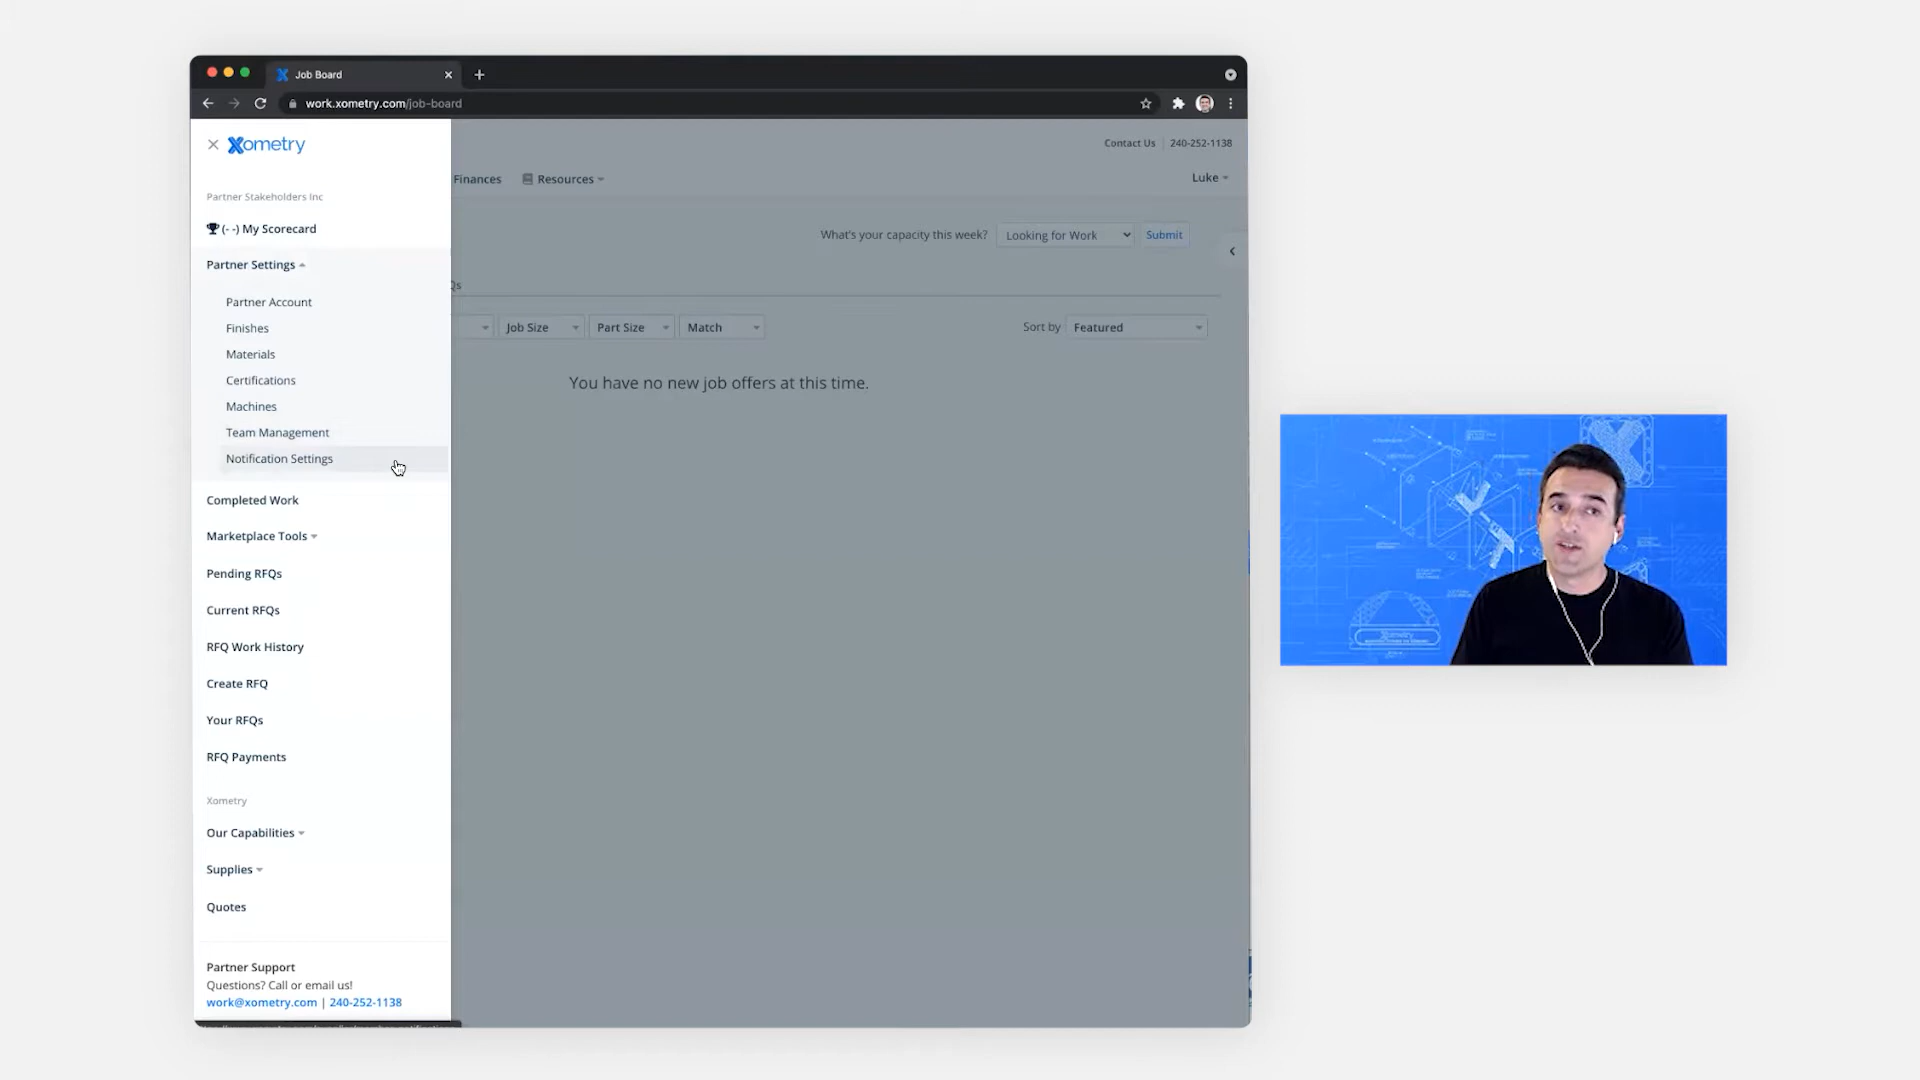 Job Board
work.xometry.com/job-board
Xometry
Contact Us
240-252-1138
Partner Stakeholders Inc
Finances
Resources
Luke
(- -) My Scorecard
What's your capacity this week?
Looking for Work
Submit
Partner Settings
Qs
Partner Account
Finishes
Job Size
Part Size
Match
Sort by
Featured
Materials
Certifications
You have no new job offers at this time.
Machines
Team Management
Notification Settings
Completed Work
Marketplace Tools
Pending RFQs
Current RFQs
RFQ Work History
Create RFQ
Your RFQs
RFQ Payments
Xometry
Our Capabilities
Supplies
Quotes
Partner Support
Questions? Call or email us!
work@xometry.com | 240-252-1138